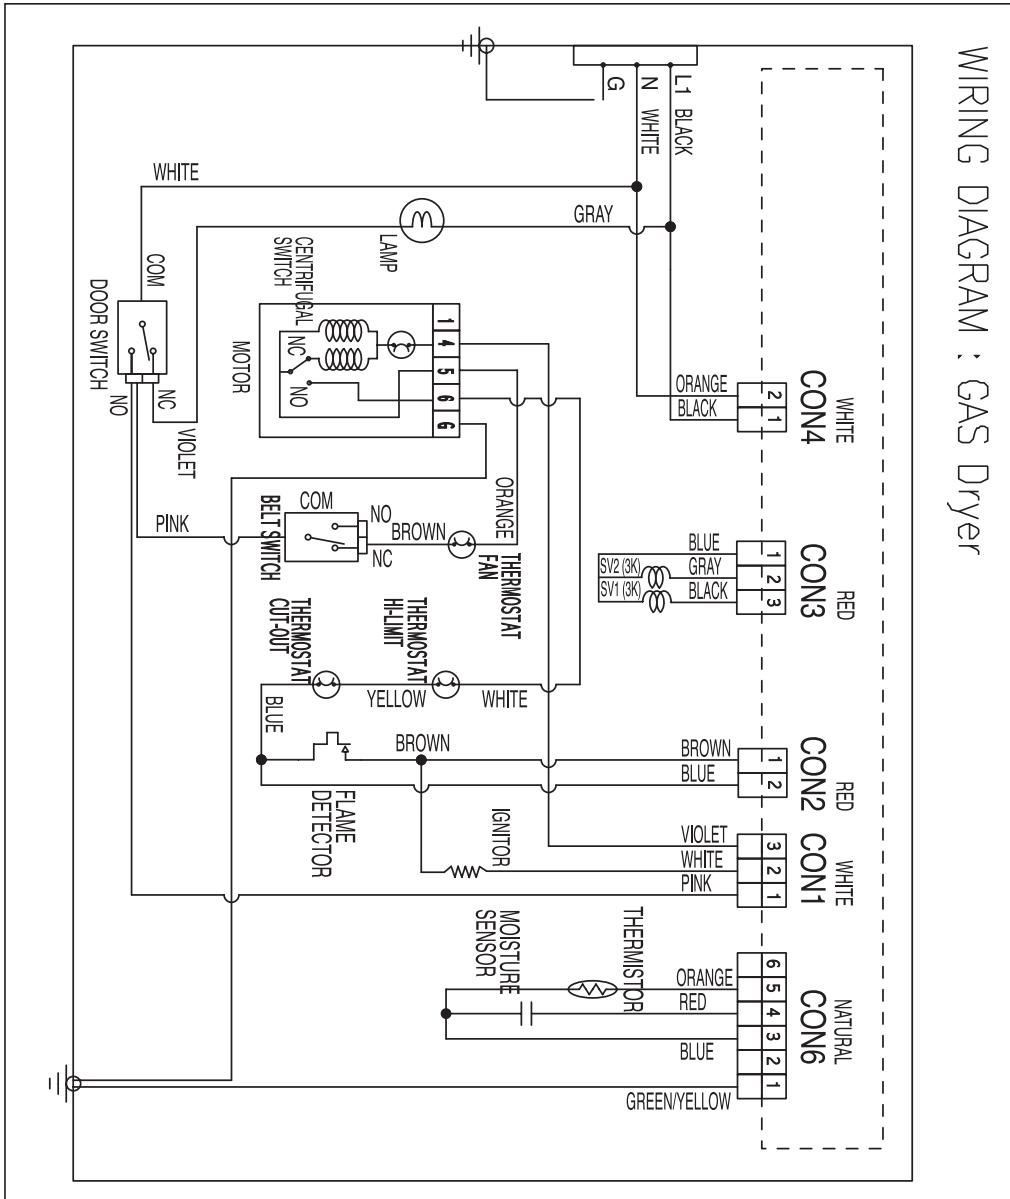 WIRING DIAGRAM : GAS Dryer
L1
N
G
BLACK
WHITE
WHITE
GRAY
LAMP
COM
DOOR SWITCH
NC
NO
VIOLET
PINK
CENTRIFUGAL
SWITCH
NC
NO
MOTOR
1
4
5
6
G
ORANGE
BLACK
2
1
CON4
WHITE
BELT SWITCH
COM
NO
NC
BROWN
ORANGE
THERMOSTAT
FAN
BLUE
GRAY
BLACK
SV2 (3K)
SV1 (3K)
1
2
3
CON3
RED
THERMOSTAT
CUT-OUT
THERMOSTAT
HI-LIMIT
YELLOW
WHITE
BLUE
BROWN
FLAME
DETECTOR
BROWN
BLUE
1
2
CON2
RED
IGNITOR
VIOLET
WHITE
PINK
3
2
1
CON1
WHITE
MOISTURE
SENSOR
THERMISTOR
ORANGE
RED
BLUE
GREEN/YELLOW
6
5
4
3
2
1
CON6
NATURAL